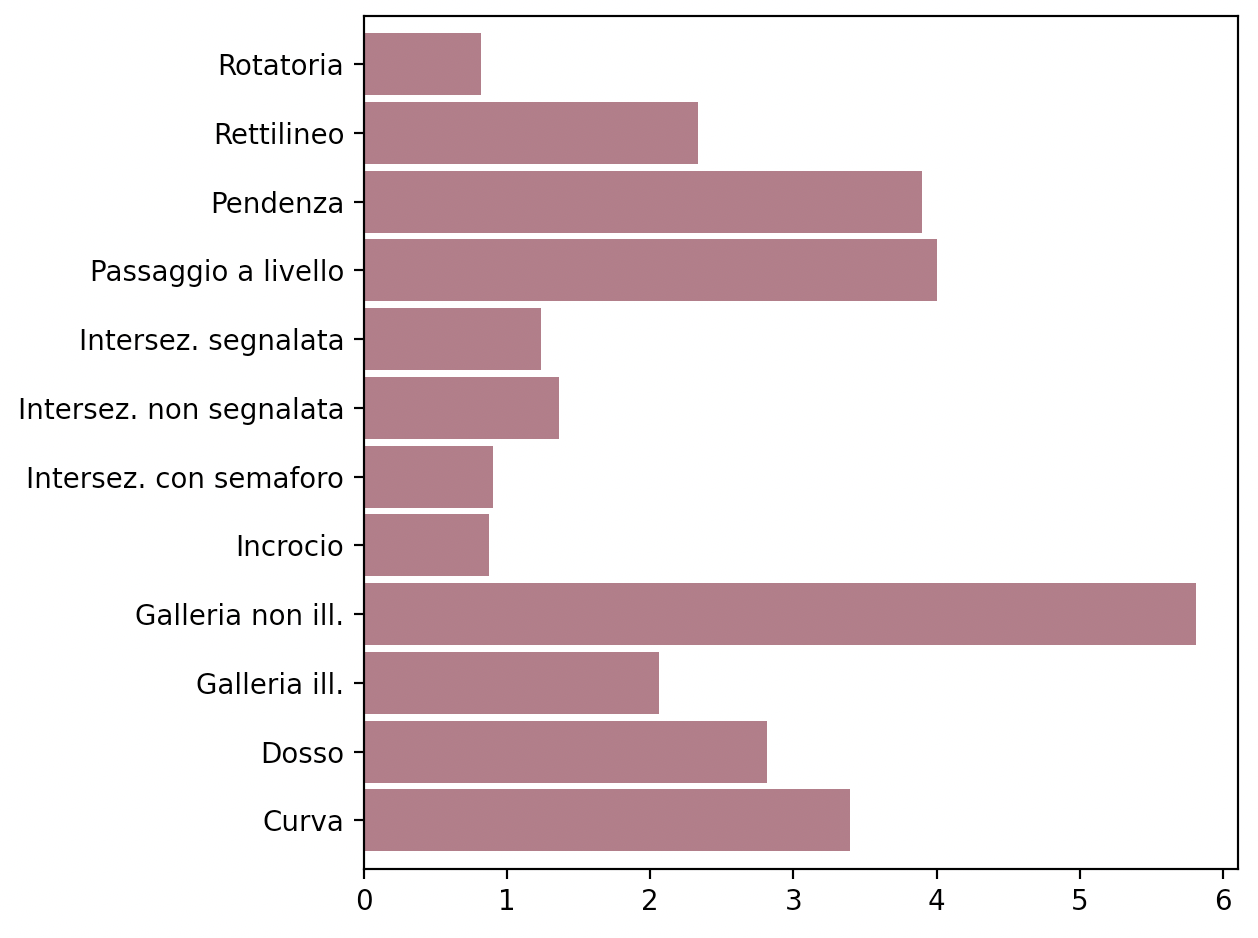 Rotatoria
Rettilineo
Pendenza
Passaggio a livello
Intersez. segnalata
Intersez. non segnalata
Intersez. con semaforo
Incrocio
Galleria non ill.
Galleria ill.
Dosso
Curva
0 1 2 3 4 5 6